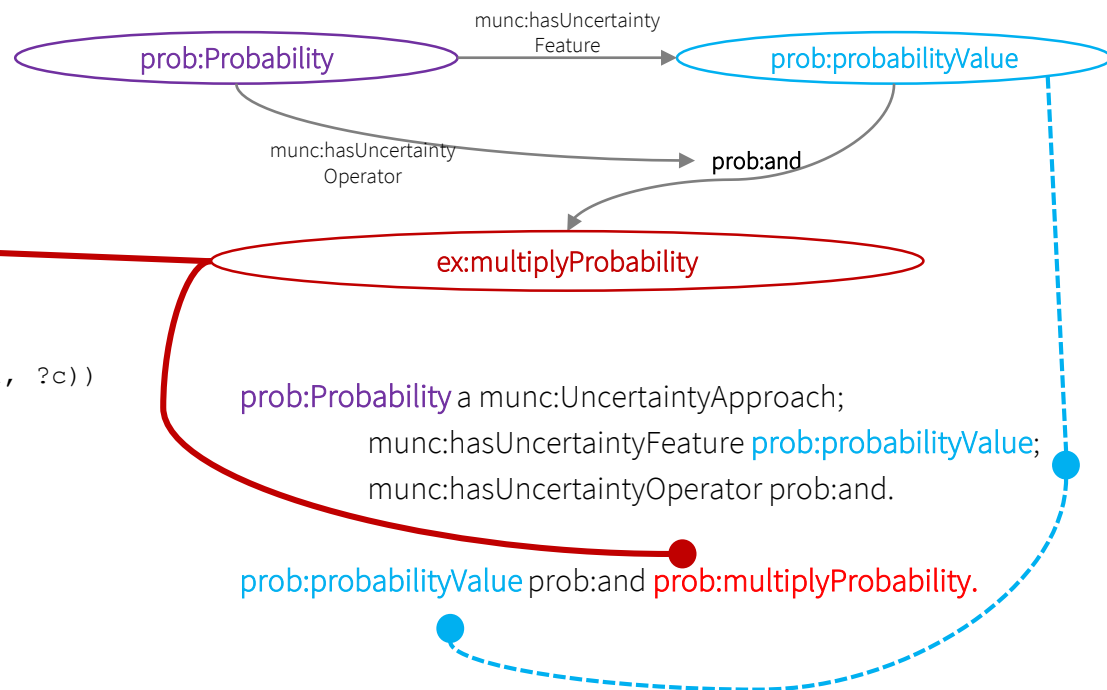 munc:hasUncertainty
Feature
prob:Probability
prob:probabilityValue
munc:hasUncertainty
Operator
prob:and
ex:multiplyProbability
, ?c))
prob:Probability a munc:UncertaintyApproach;
munc:hasUncertaintyFeature prob:probabilityValue;
munc:hasUncertaintyOperator prob:and.
prob:probabilityValue prob:and prob:multiplyProbability.